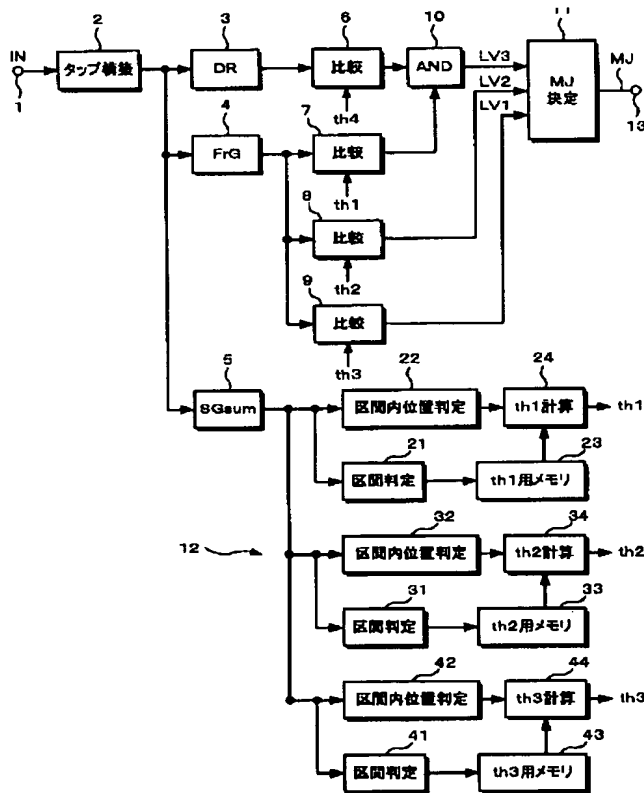 2
3
6
10
11
IN
タップ構築
DR
比較
AND
LV3
MJ
決定
MJ
1
13
th4
LV2
LV1
4
7
FrG
比較
th1
8
比較
th2
9
比較
th3
5
22
24
SGsum
区間内位置判定
th1計算
th1
21
23
区間判定
th1用メモリ
32
34
12
区間内位置判定
th2計算
th2
31
33
区間判定
th2用メモリ
42
44
区間内位置判定
th3計算
th3
41
43
区間判定
th3用メモリ